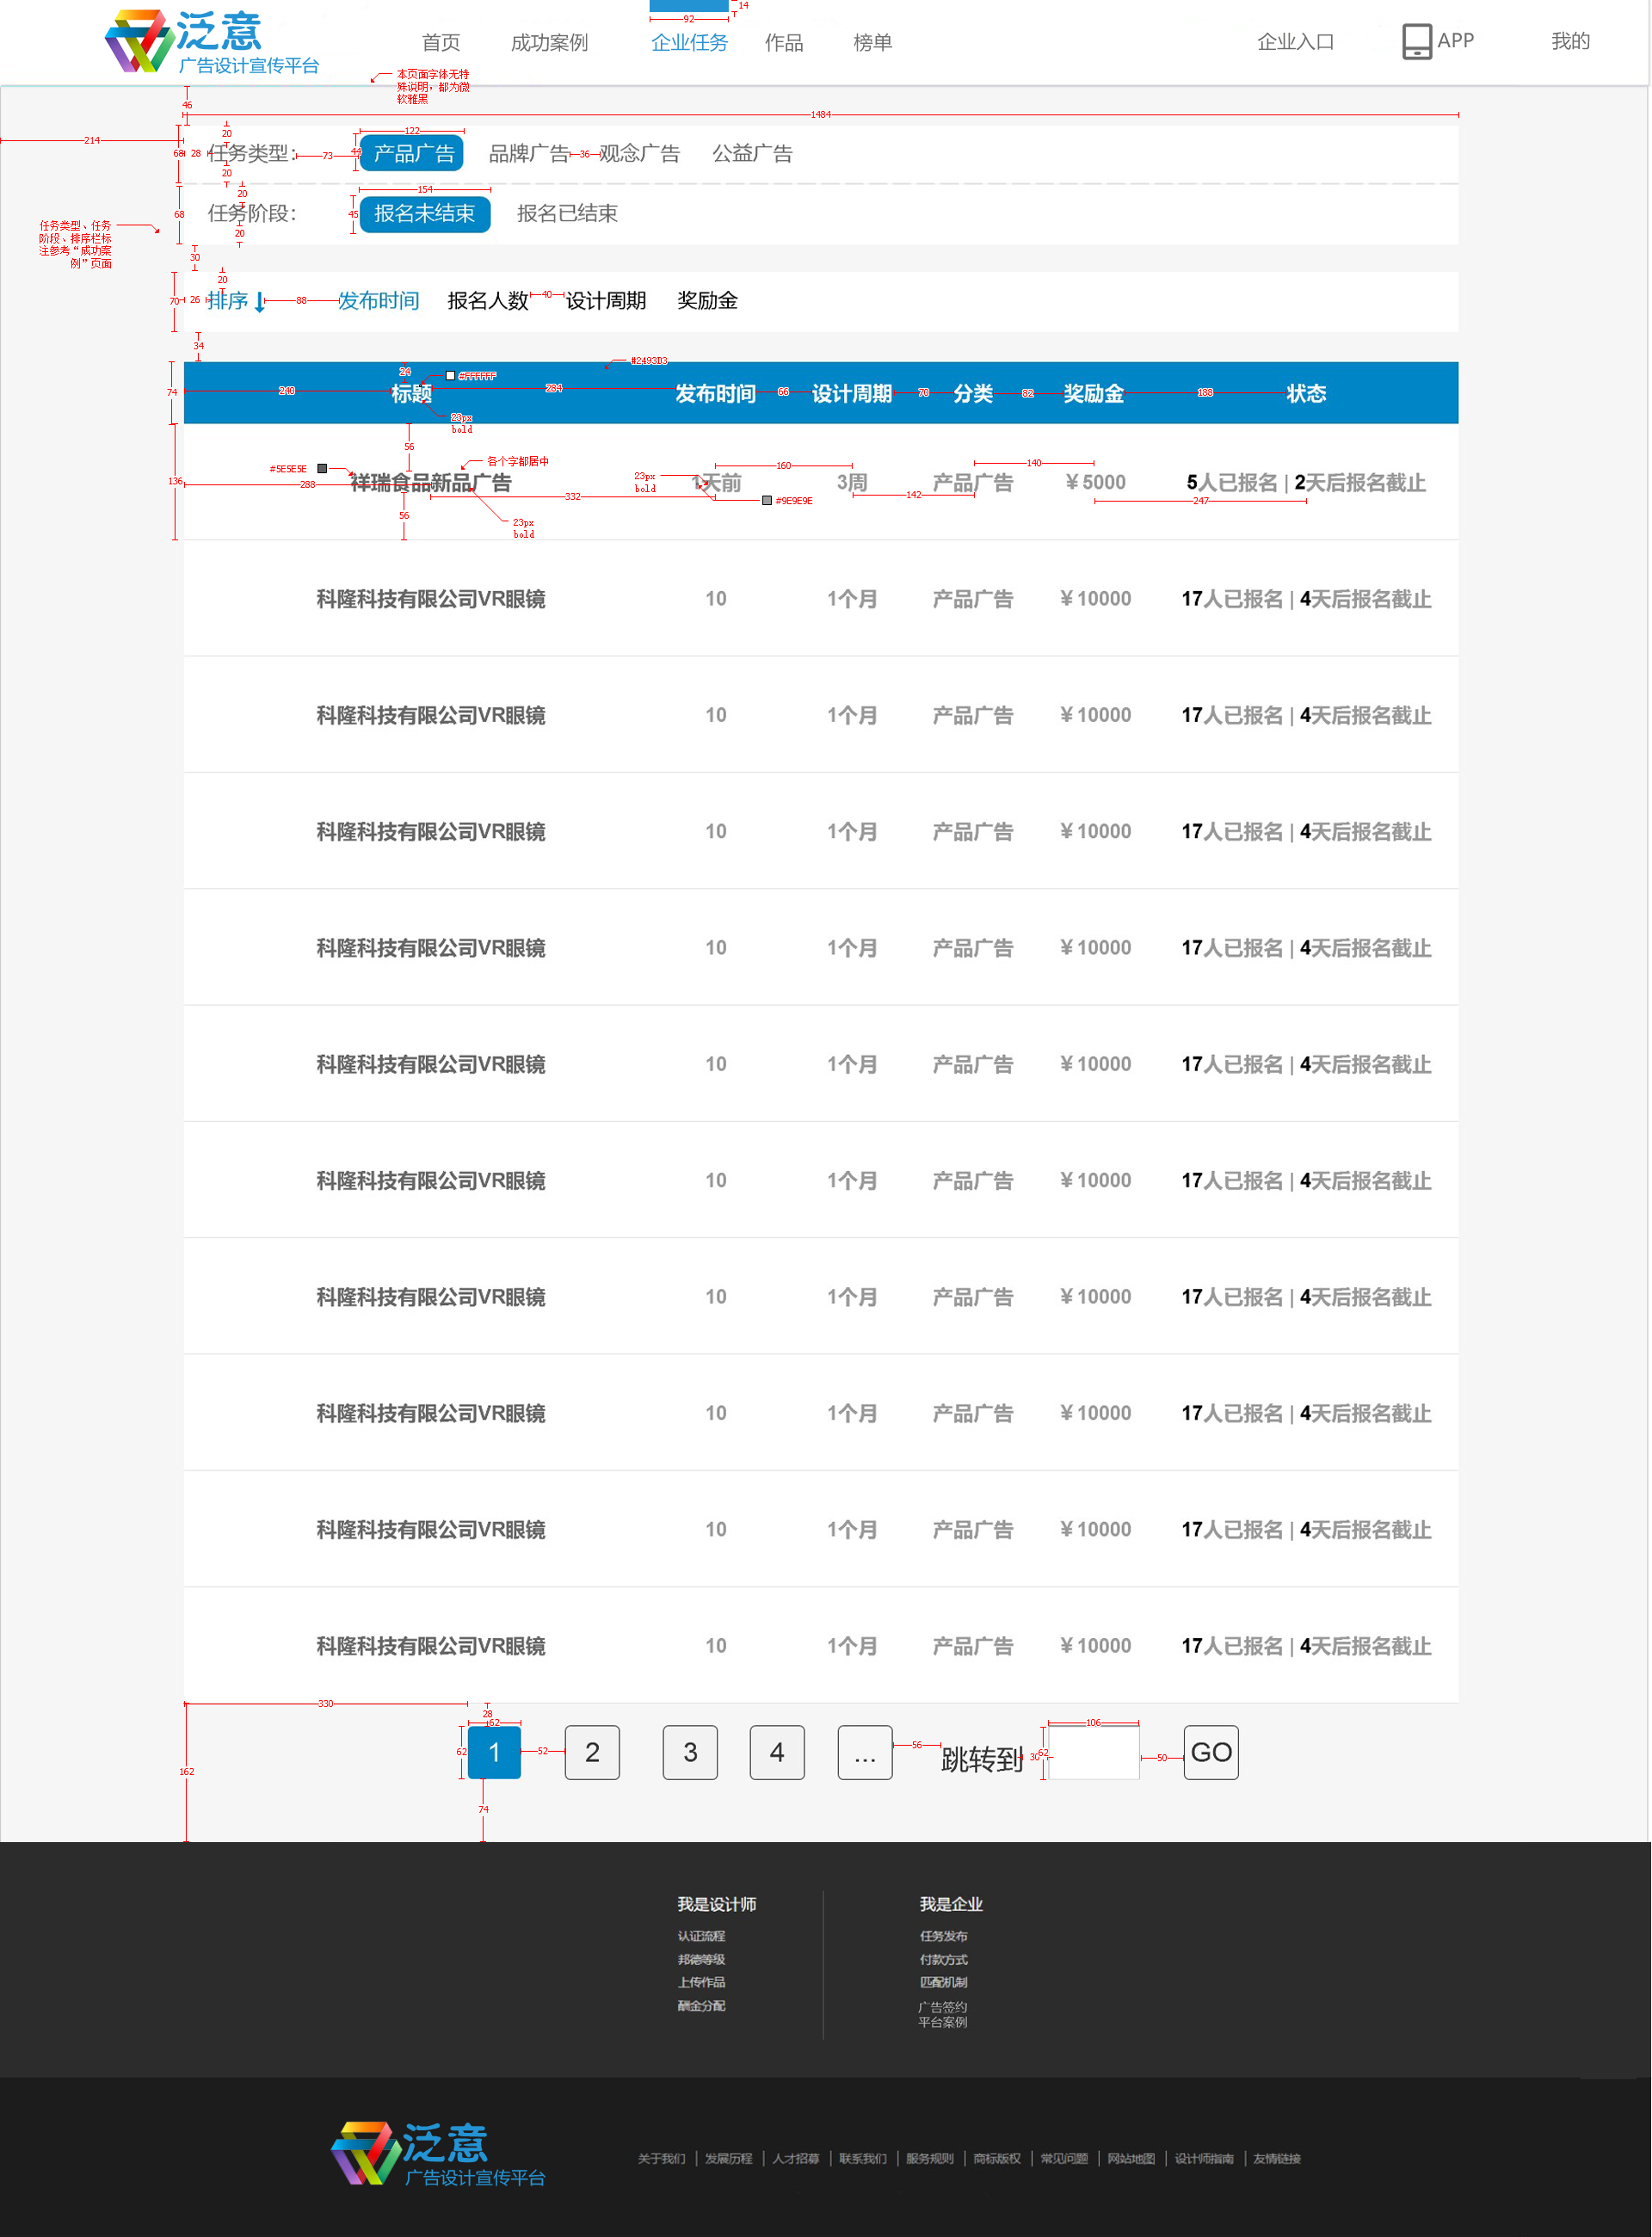 泛意
广告设计宣传平台
首页 成功案例 企业任务 作品 榜单 企业入口 APP 我的
92
14
本页面字体无特
殊说明，都为微
软雅黑
46
1484
214
任务类型： 产品广告 品牌广告 观念广告 公益广告
68 28 20 20 73 44 122 36
任务阶段： 报名未结束 报名已结束
68 20 20 45 154
任务类型、任务
阶段、排序栏标
注参考“成功案
例”页面
30
排序 发布时间 报名人数 设计周期 奖励金
70 26 20 88 40
34
#2493D3
标题 发布时间 设计周期 分类 奖励金 状态
74 240 24 #FFFFFF 284 66 70 82 188
23px
bold
56
#5E5E5E
各个字都居中
祥瑞食品新品广告 1天前 3周 产品广告 ￥5000 5人已报名 | 2天后报名截止
136 288 56 332 160 142 140 247
23px
bold
#9E9E9E
23px
bold
科隆科技有限公司VR眼镜 10 1个月 产品广告 ￥10000 17人已报名 | 4天后报名截止
科隆科技有限公司VR眼镜 10 1个月 产品广告 ￥10000 17人已报名 | 4天后报名截止
科隆科技有限公司VR眼镜 10 1个月 产品广告 ￥10000 17人已报名 | 4天后报名截止
科隆科技有限公司VR眼镜 10 1个月 产品广告 ￥10000 17人已报名 | 4天后报名截止
科隆科技有限公司VR眼镜 10 1个月 产品广告 ￥10000 17人已报名 | 4天后报名截止
科隆科技有限公司VR眼镜 10 1个月 产品广告 ￥10000 17人已报名 | 4天后报名截止
科隆科技有限公司VR眼镜 10 1个月 产品广告 ￥10000 17人已报名 | 4天后报名截止
科隆科技有限公司VR眼镜 10 1个月 产品广告 ￥10000 17人已报名 | 4天后报名截止
科隆科技有限公司VR眼镜 10 1个月 产品广告 ￥10000 17人已报名 | 4天后报名截止
科隆科技有限公司VR眼镜 10 1个月 产品广告 ￥10000 17人已报名 | 4天后报名截止
330
28
62 106
1 2 3 4 ... 跳转到 GO
62 52 56 30 62 50
162
74
我是设计师 我是企业
认证流程 任务发布
邦德等级 付款方式
上传作品 匹配机制
酬金分配 广告签约
平台案例
泛意
广告设计宣传平台
关于我们 | 发展历程 | 人才招募 | 联系我们 | 服务规则 | 商标版权 | 常见问题 | 网站地图 | 设计师指南 | 友情链接